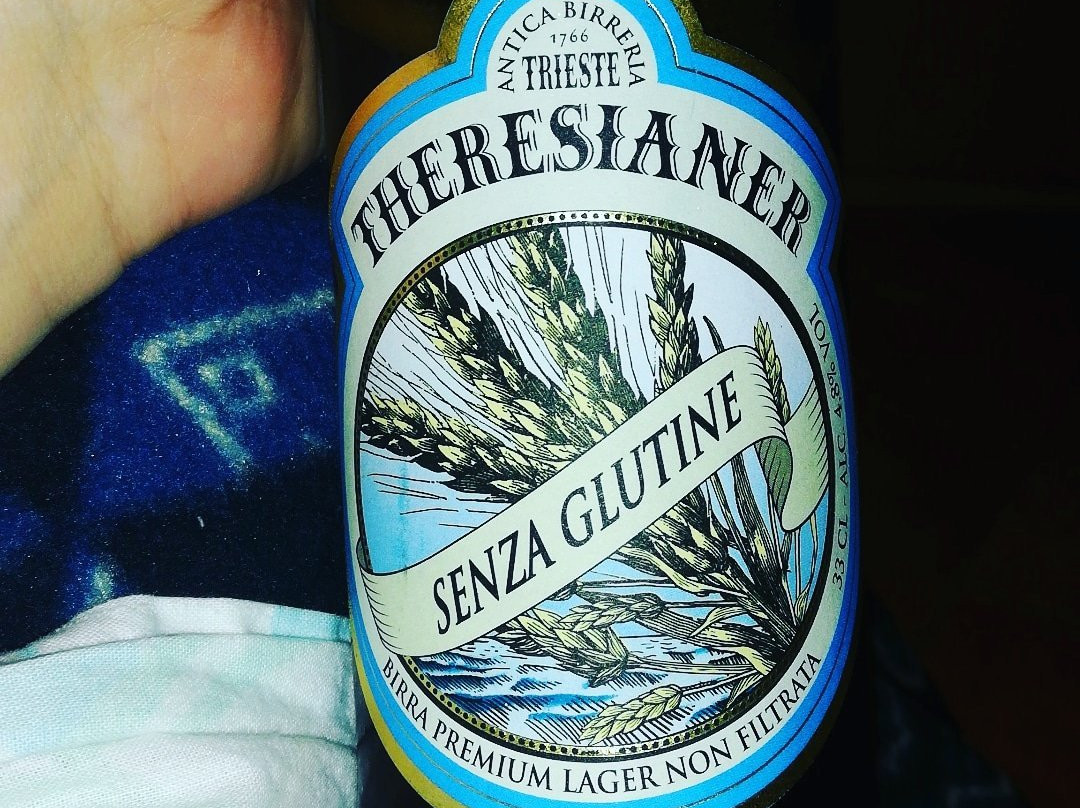 ANTICA BIRRERIA
1766
TRIESTE
THERESIANER
SENZA GLUTINE
33 CL - ALC 4.8% VOL
BIRRA PREMIUM LAGER NON FILTRATA